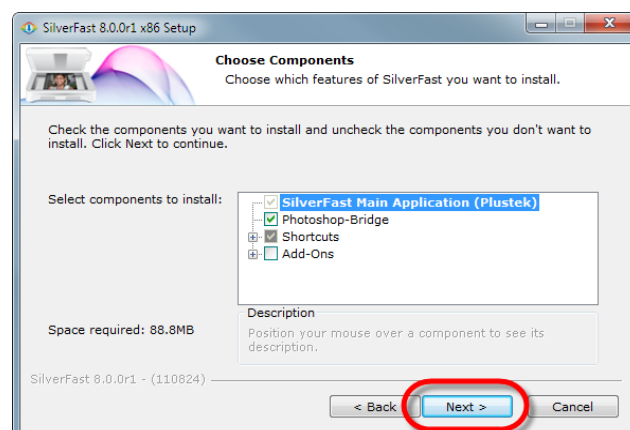 SilverFast 8.0.0r1 x86 Setup
Choose Components
Choose which features of SilverFast you want to install.
Check the components you want to install and uncheck the components you don't want to
install. Click Next to continue.
Select components to install:
SilverFast Main Application (Plustek)
Photoshop-Bridge
Shortcuts
Add-Ons
Space required: 88.8MB
Description
Position your mouse over a component to see its
description.
SilverFast 8.0.0r1 - (110824)
< Back
Next >
Cancel